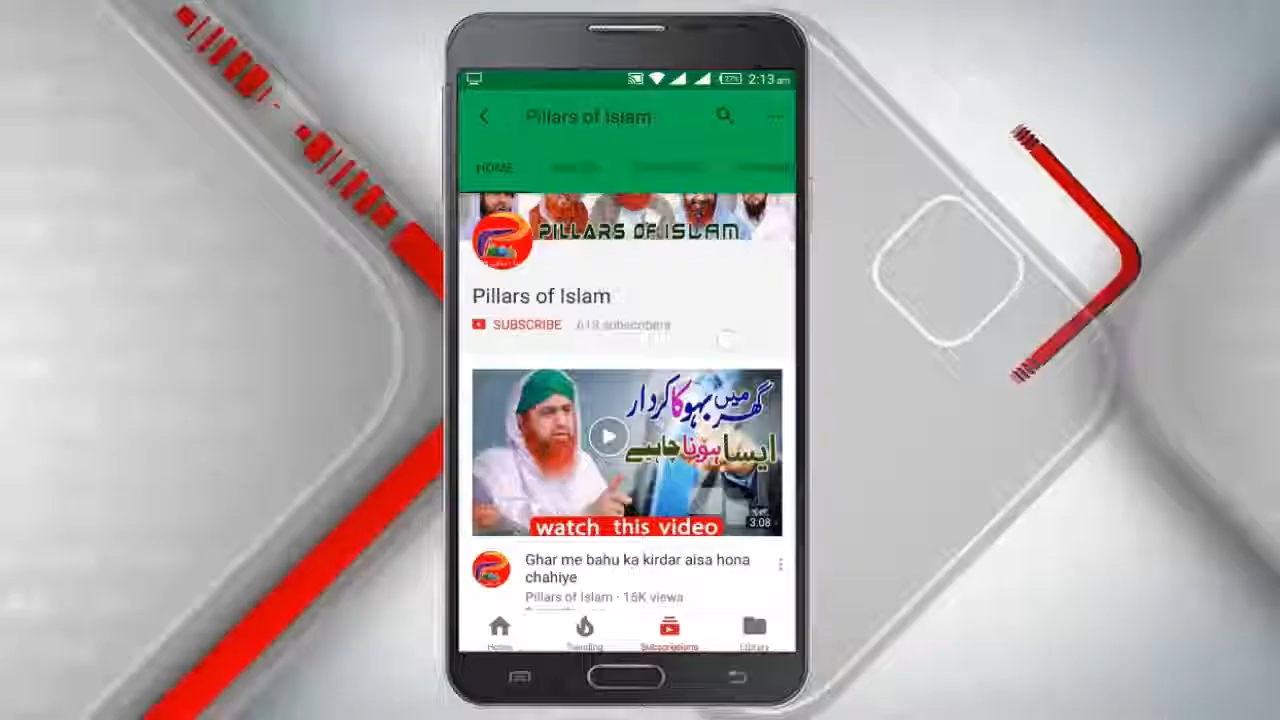 2:13 am
Pillars of Islam
HOME
PILLARS OF ISLAM
Pillars of Islam
SUBSCRIBE 613 subscribers
گھر میں بہو کا کردار
ایسا ہونا چاہیے
3:08
watch this video
Ghar me bahu ka kirdar aisa hona
chahiye
Pillars of Islam · 16K views
Home Trending Subscriptions Library